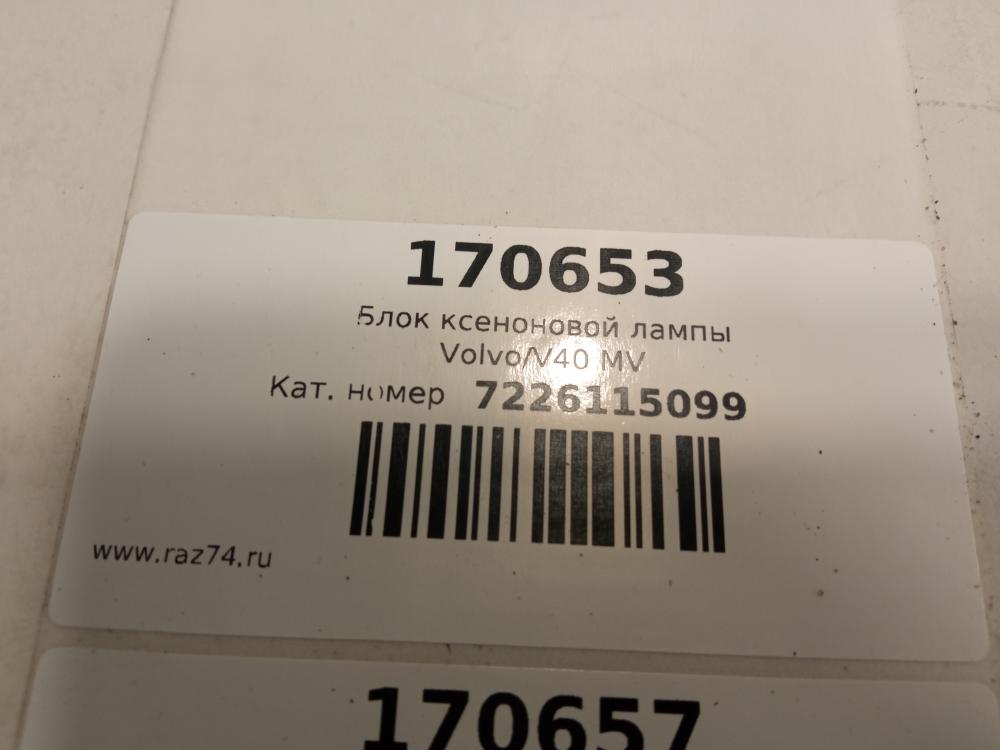 170653
Блок ксеноновой лампы
Volvo/V40 MV
Кат. номер 7226115099
www.raz74.ru
170657